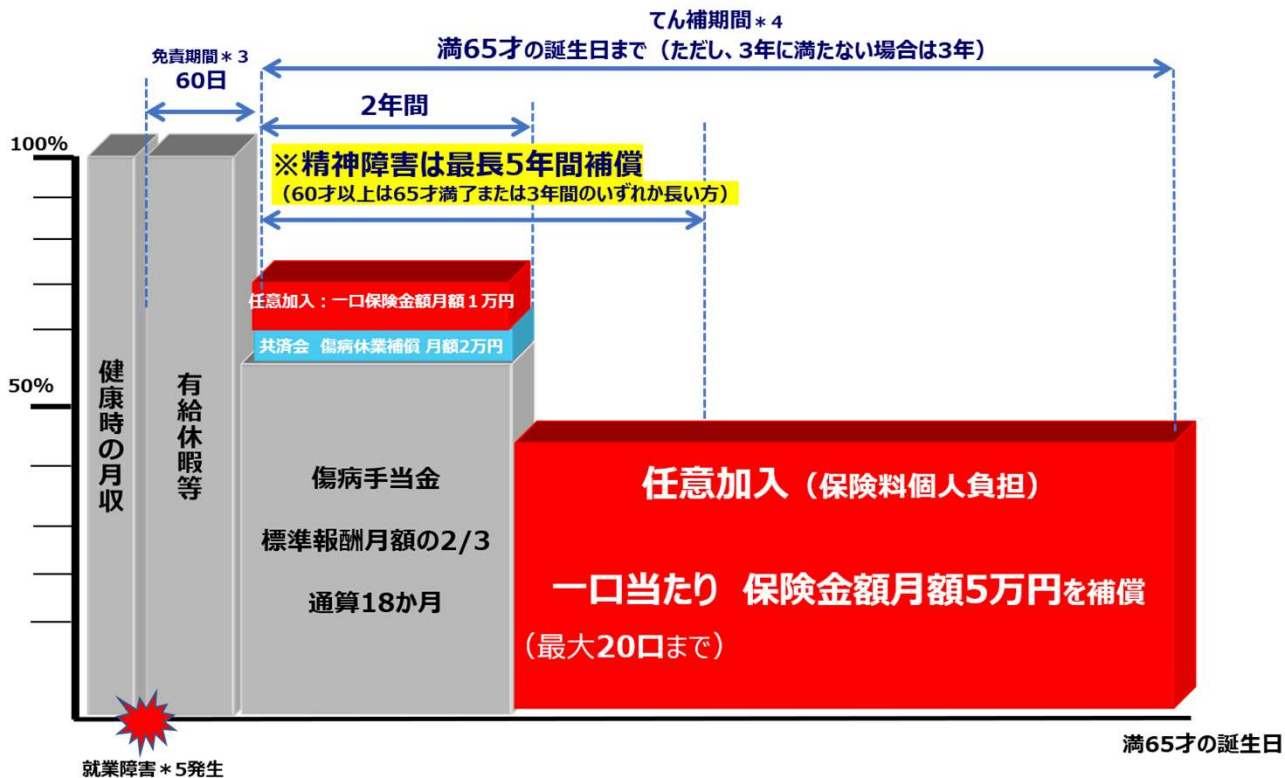 てん補期間＊4
満65才の誕生日まで（ただし、3年に満たない場合は3年）
免責期間＊3
60日
2年間
100%
※精神障害は最長5年間補償
（60才以上は65才満了または3年間のいずれか長い方）
任意加入：一口保険金額月額１万円
共済会 傷病休業補償 月額2万円
50%
健康時の月収
有給休暇等
傷病手当金
標準報酬月額の2/3
通算18か月
任意加入（保険料個人負担）
一口当たり 保険金額月額5万円を補償
（最大20口まで）
満65才の誕生日
就業障害＊5発生